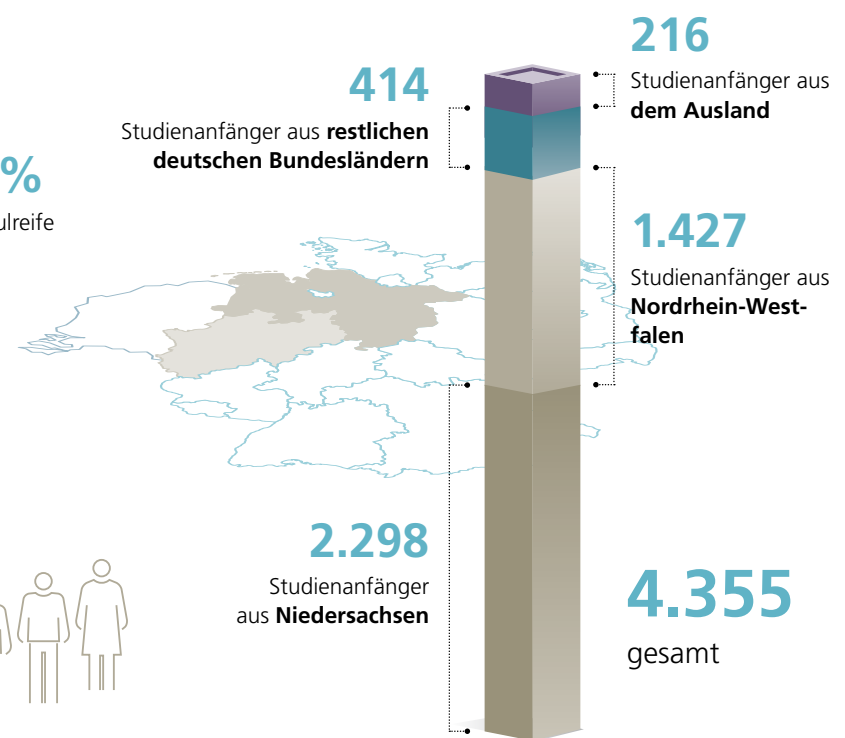 216
Studienanfänger aus
dem Ausland
414
Studienanfänger aus restlichen
deutschen Bundesländern
%
ulreife
1.427
Studienanfänger aus
Nordrhein-West-
falen
2.298
Studienanfänger
aus Niedersachsen
4.355
gesamt